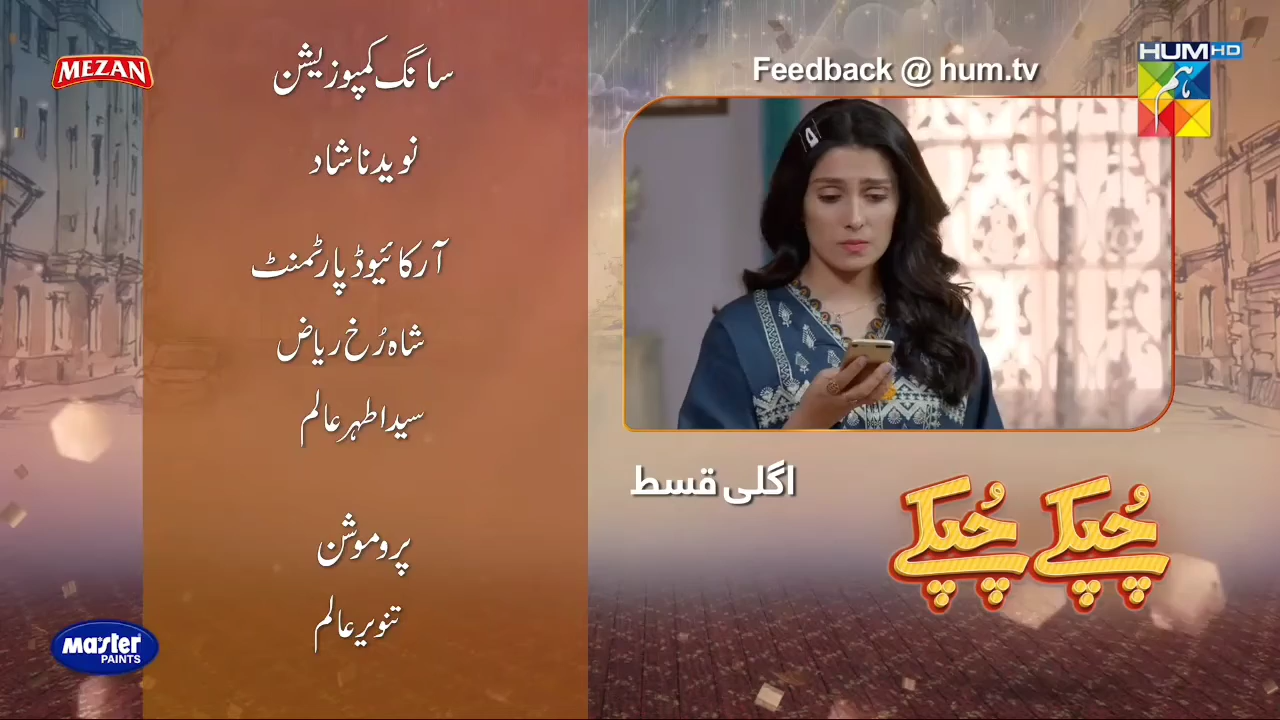 MEZAN
سانگ کمپوزیشن
نوید ناشاد
آرکائیو ڈپارٹمنٹ
شاہ رُخ ریاض
سید اطہر عالم
پروموشن
تنویر عالم
Master
PAINTS
Feedback @ hum.tv
HUM HD
ہم
اگلی قسط
چُپکے چُپکے